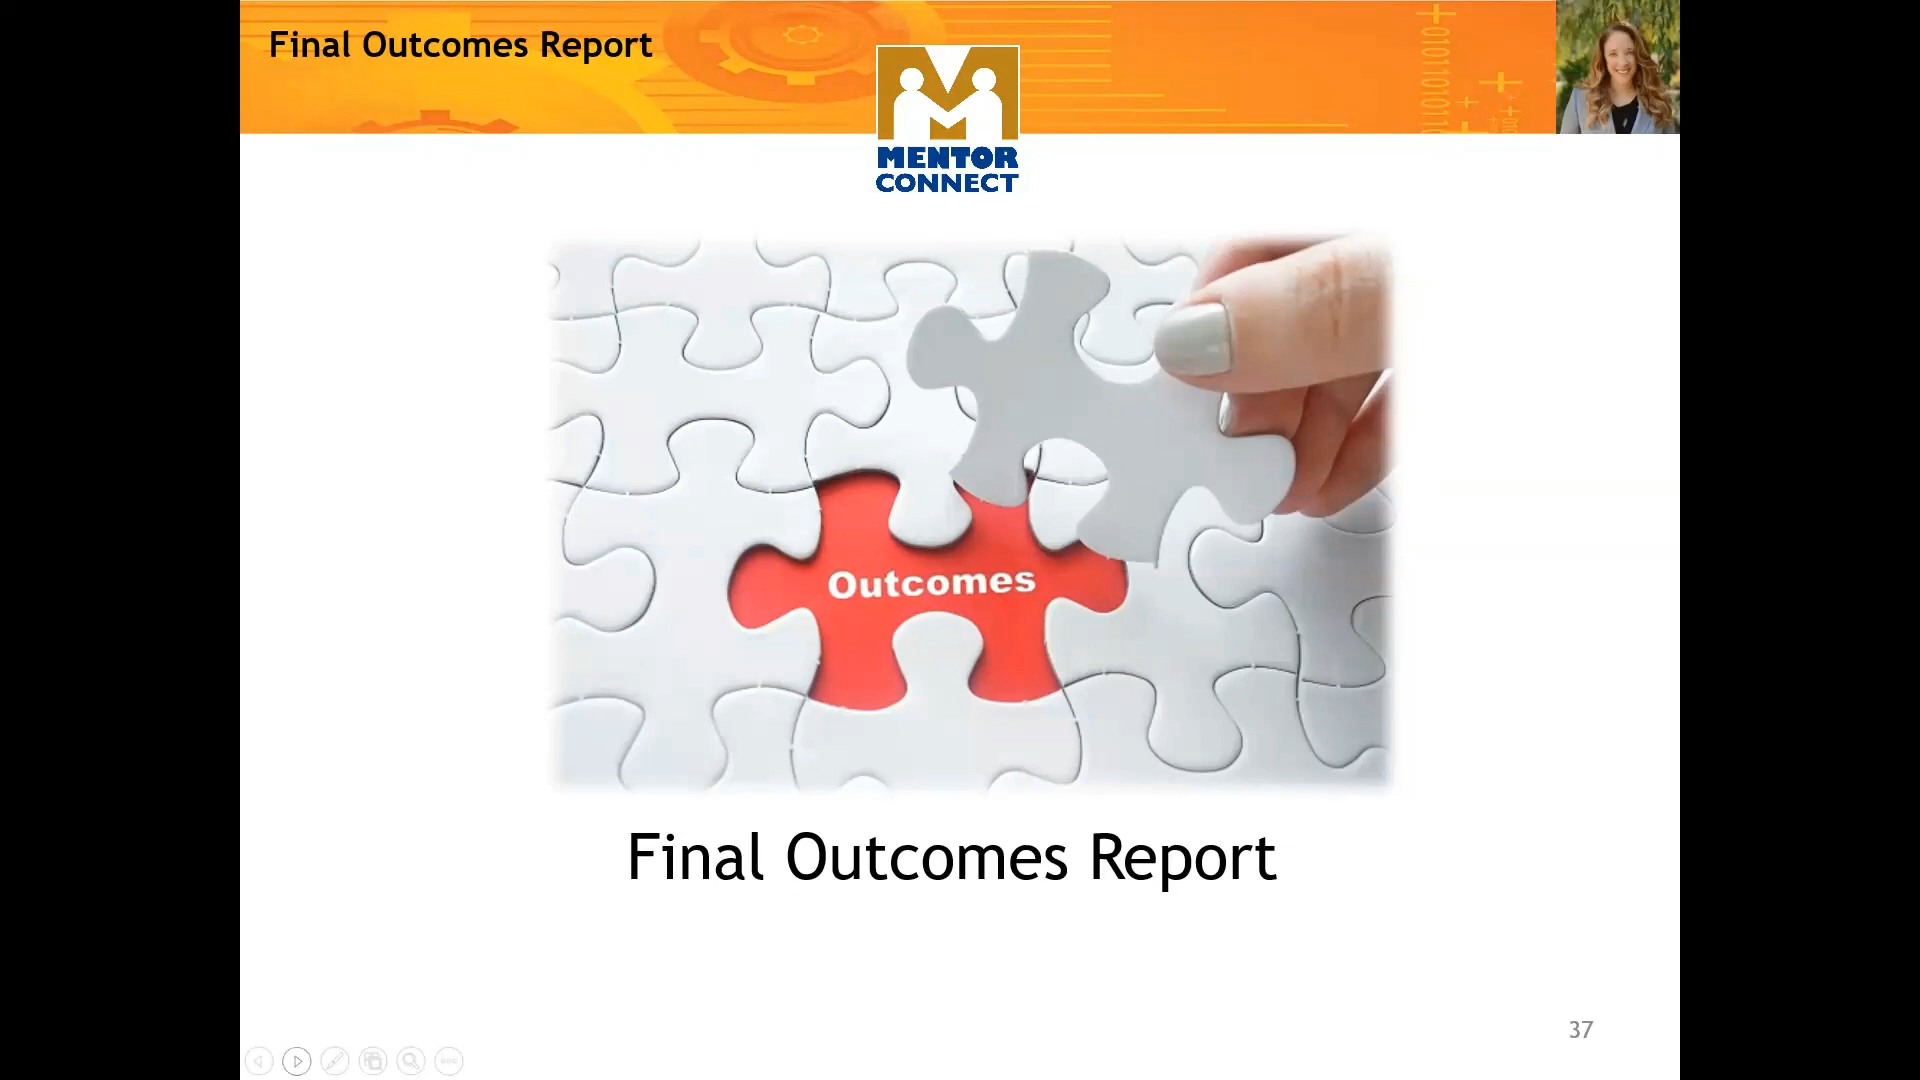 Final Outcomes Report
MENTOR
CONNECT
Outcomes
Final Outcomes Report
37